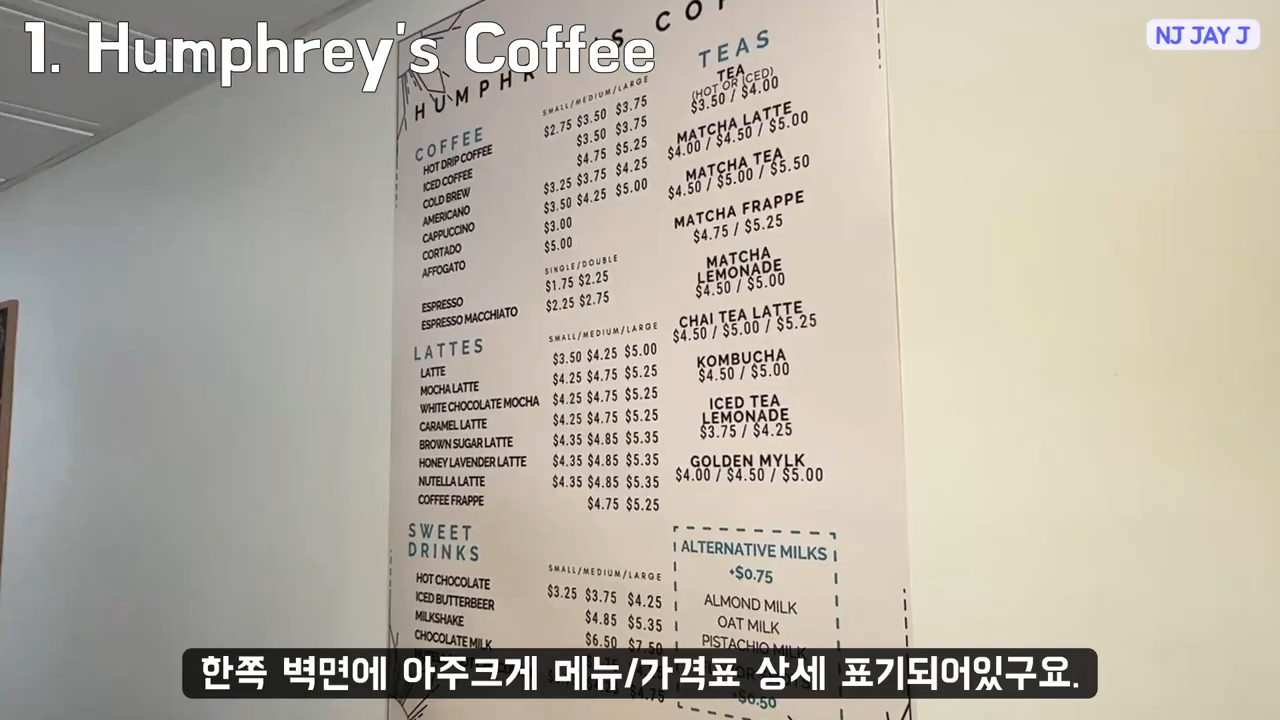 1. Humphrey's Coffee
NJ JAY J
COFFEE
SMALL/MEDIUM/LARGE
HOT DRIP COFFEE $2.75 $3.50 $3.75
ICED COFFEE $3.50 $3.75
COLD BREW $4.75 $5.25
AMERICANO $3.25 $3.75 $4.25
CAPPUCCINO $3.50 $4.25 $5.00
CORTADO $3.00
AFFOGATO $5.00
SINGLE/DOUBLE
ESPRESSO $1.75 $2.25
ESPRESSO MACCHIATO $2.25 $2.75
LATTES
SMALL/MEDIUM/LARGE
LATTE $3.50 $4.25 $5.00
MOCHA LATTE $4.25 $4.75 $5.25
WHITE CHOCOLATE MOCHA $4.25 $4.75 $5.25
CARAMEL LATTE $4.25 $4.75 $5.25
BROWN SUGAR LATTE $4.35 $4.85 $5.35
HONEY LAVENDER LATTE $4.35 $4.85 $5.35
NUTELLA LATTE $4.35 $4.85 $5.35
COFFEE FRAPPE $4.75 $5.25
SWEET
DRINKS
SMALL/MEDIUM/LARGE
HOT CHOCOLATE $3.25 $3.75 $4.25
ICED BUTTERBEER $4.85 $5.35
MILKSHAKE $6.50 $7.50
CHOCOLATE MILK
$4.75
TEAS
TEA
(HOT OR ICED)
$3.50 / $4.00
MATCHA LATTE
$4.00 / $4.50 / $5.00
MATCHA TEA
$4.50 / $5.00 / $5.50
MATCHA FRAPPE
$4.75 / $5.25
MATCHA
LEMONADE
$4.50 / $5.00
CHAI TEA LATTE
$4.50 / $5.00 / $5.25
KOMBUCHA
$4.50 / $5.00
ICED TEA
LEMONADE
$3.75 / $4.25
GOLDEN MYLK
$4.00 / $4.50 / $5.00
ALTERNATIVE MILKS
+$0.75
ALMOND MILK
OAT MILK
PISTACHIO MILK
+$0.50
한쪽 벽면에 아주크게 메뉴/가격표 상세 표기되어있구요.